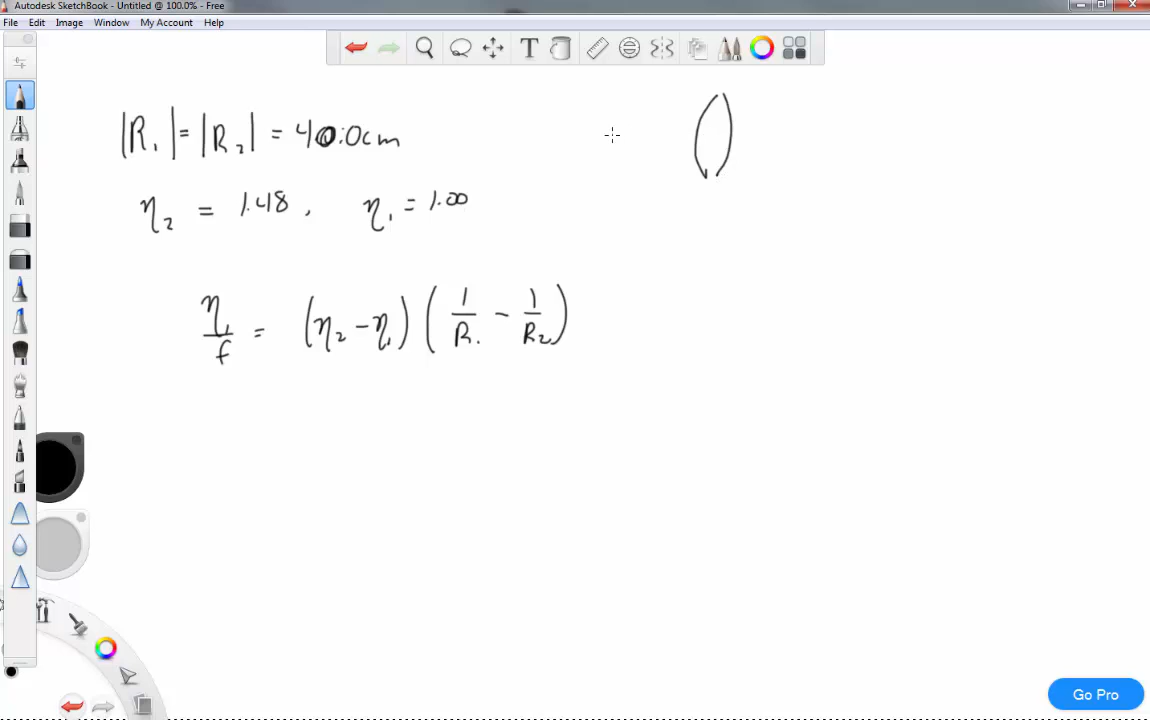 Autodesk SketchBook - Untitled @ 100.0% - Free
File Edit Image Window My Account Help
|R₁| = |R₂| = 40.0cm
η₂ = 1.48, η₁ = 1.00
η₁/f = (η₂ - η₁) (1/R₁ - 1/R₂)
Go Pro